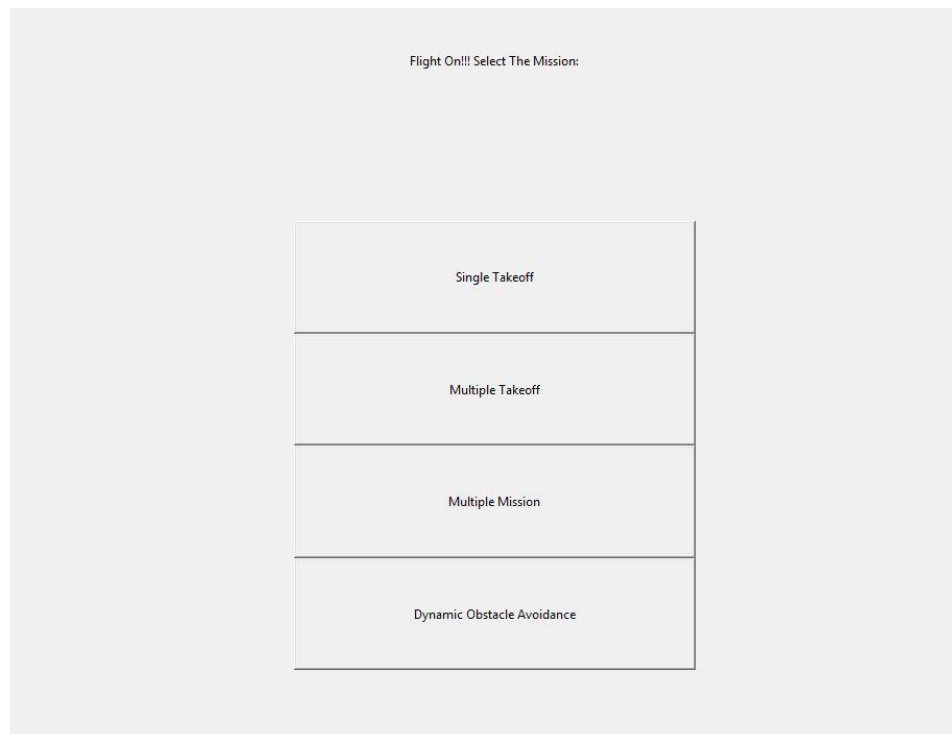 Flight On!!! Select The Mission:
Single Takeoff
Multiple Takeoff
Multiple Mission
Dynamic Obstacle Avoidance